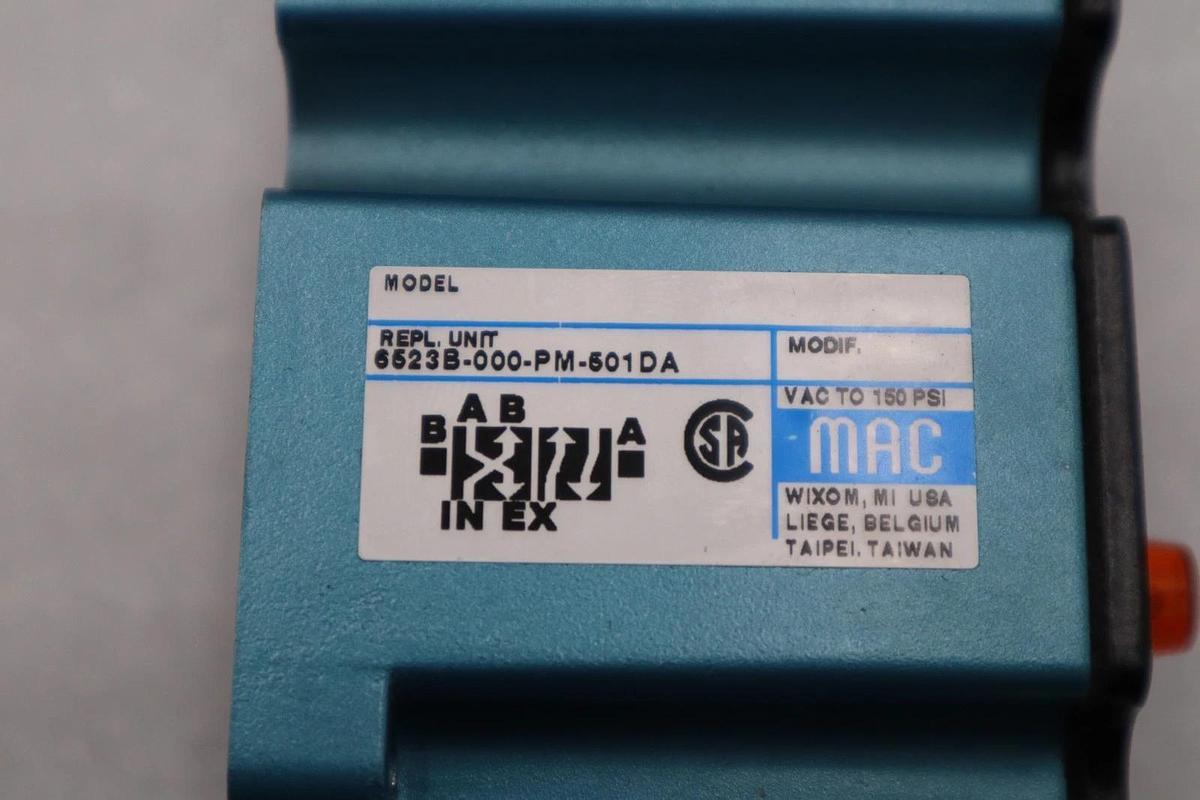 MODEL
REPL. UNIT
6523B-000-PM-501DA
MODIF.
VAC TO 150 PSI
MAC
WIXOM, MI USA
LIEGE, BELGIUM
TAIPEI, TAIWAN
A B
B A
IN EX
SA